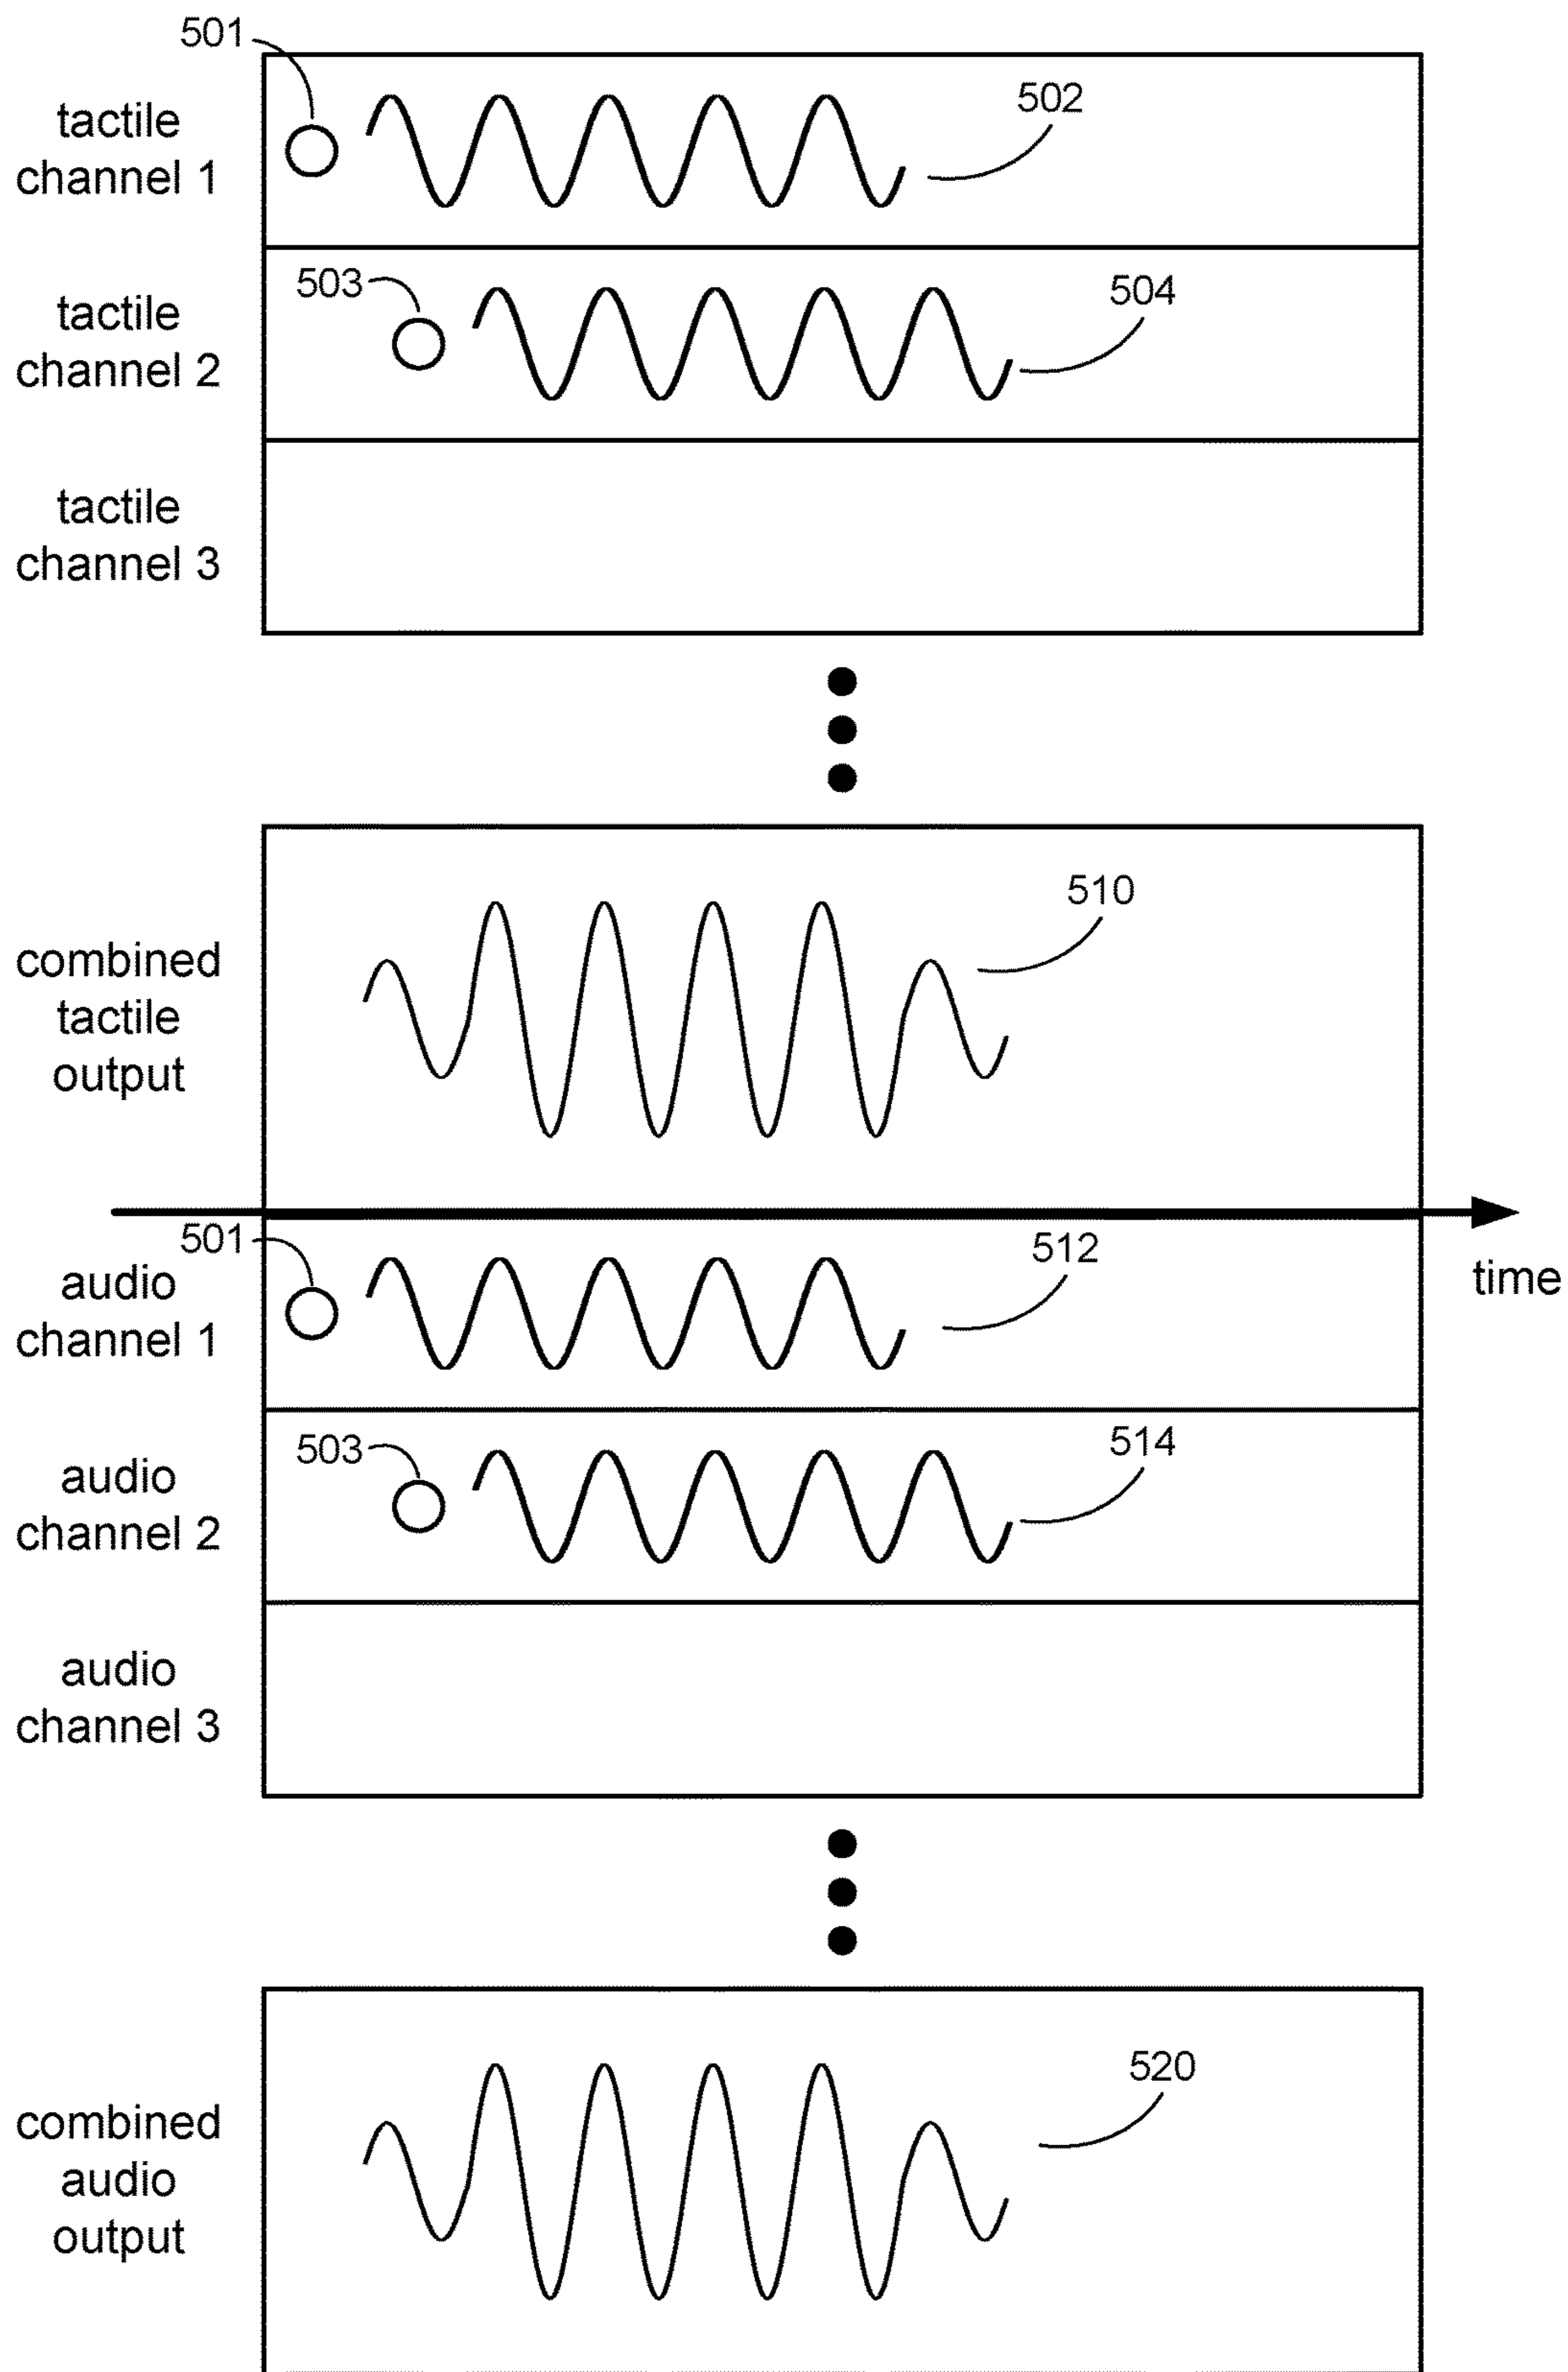 501
tactile
channel 1
502
tactile
channel 2
503
504
tactile
channel 3
combined
tactile
output
510
time
501
audio
channel 1
512
audio
channel 2
503
514
audio
channel 3
combined
audio
output
520